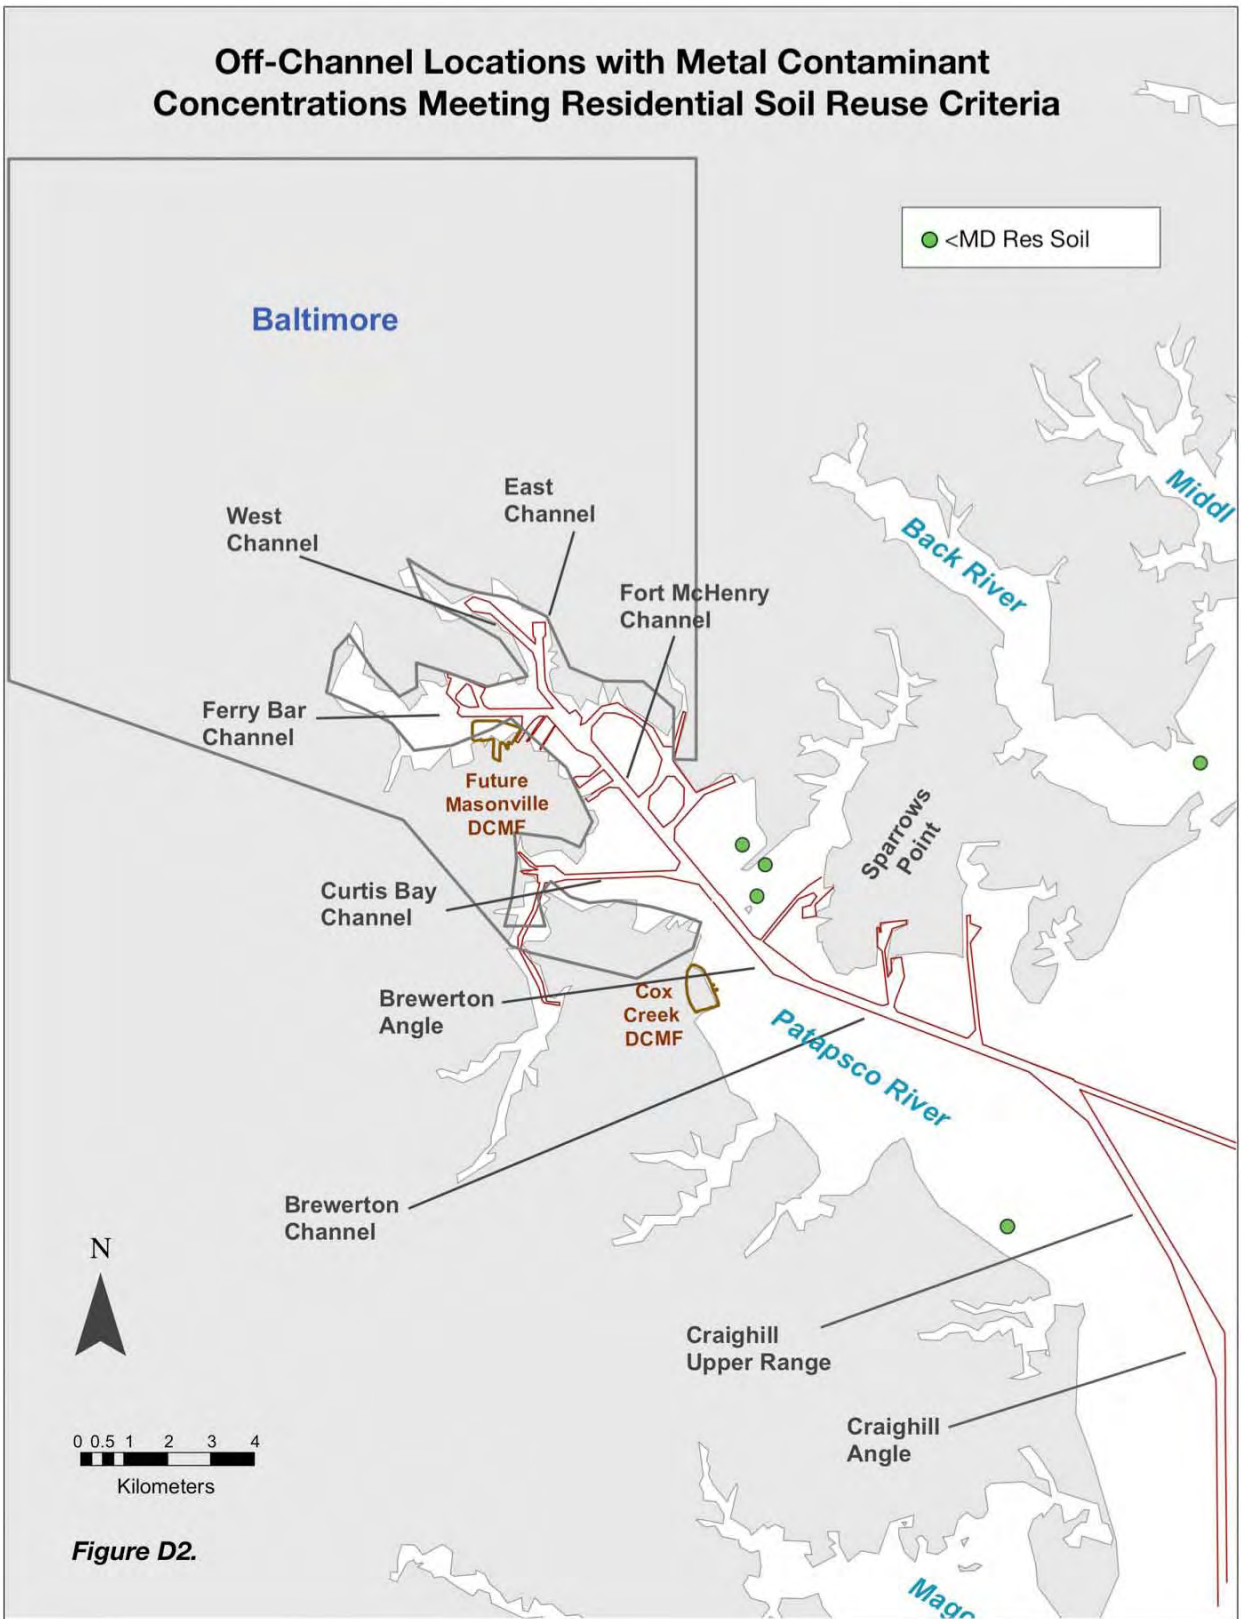 Off-Channel Locations with Metal Contaminant
Concentrations Meeting Residential Soil Reuse Criteria
<MD Res Soil
Baltimore
Middl
Back River
East
Channel
West
Channel
Fort McHenry
Channel
Ferry Bar
Channel
Future
Masonville
DCMF
Sparrows
Point
Curtis Bay
Channel
Brewerton
Angle
Cox
Creek
DCMF
Patapsco River
Brewerton
Channel
N
Craighill
Upper Range
Craighill
Angle
0 0.5 1 2 3 4
Kilometers
Figure D2.
Mago